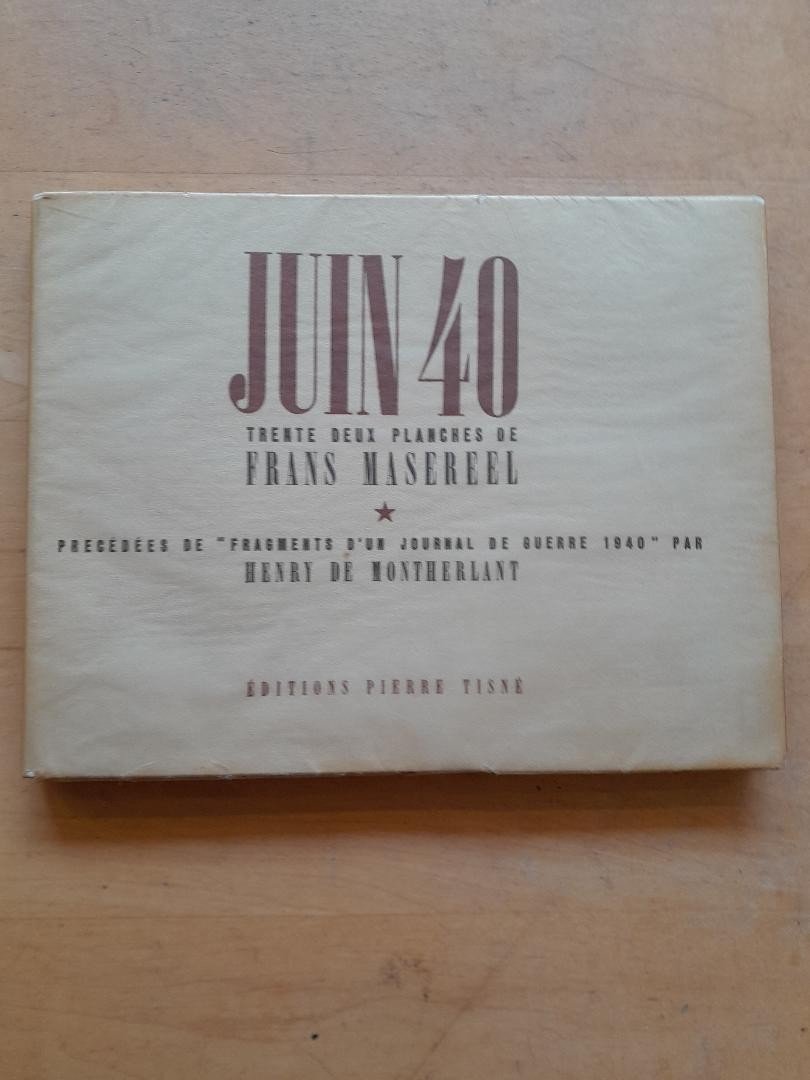 JUIN 40
TRENTE DEUX PLANCHES DE
FRANS MASEREEL
PRECÉDÉES DE "FRAGMENTS D'UN JOURNAL DE GUERRE 1940" PAR
HENRY DE MONTHERLANT
ÉDITIONS PIERRE TISNÉ